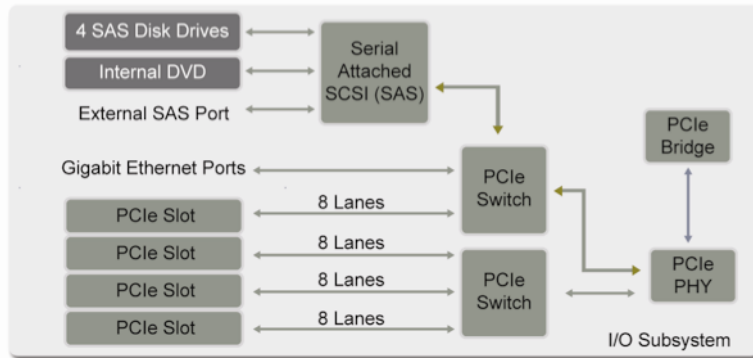 4 SAS Disk Drives
Internal DVD
External SAS Port
Serial
Attached
SCSI (SAS)
PCIe
Bridge
Gigabit Ethernet Ports
PCIe
Switch
PCIe Slot
8 Lanes
PCIe Slot
8 Lanes
PCIe Slot
8 Lanes
PCIe Slot
8 Lanes
PCIe
Switch
PCIe
PHY
I/O Subsystem